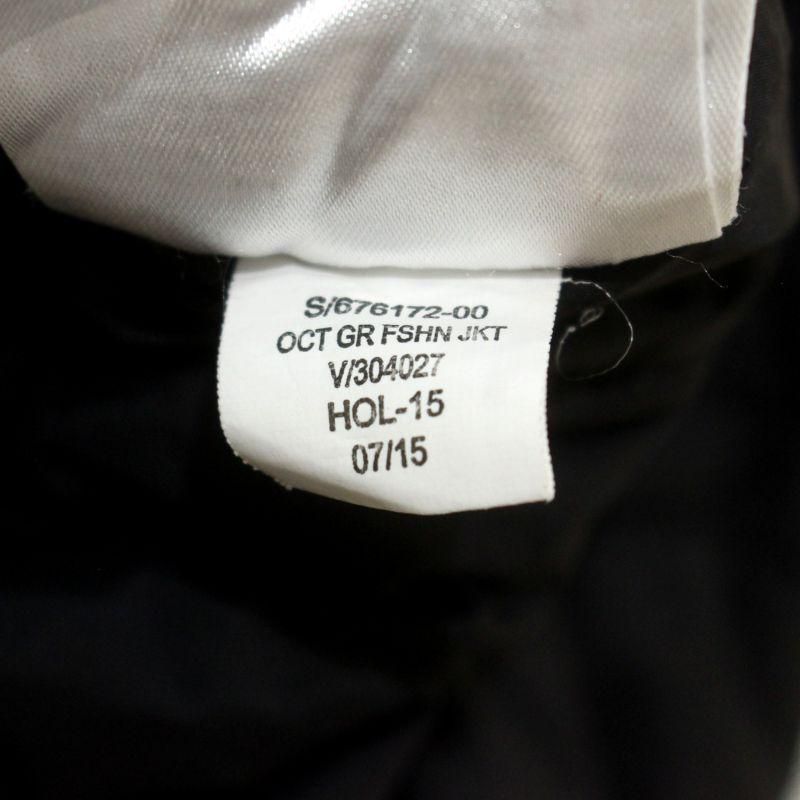 S/676172-00
OCT GR FSHN JKT
V/304027
HOL-15
07/15